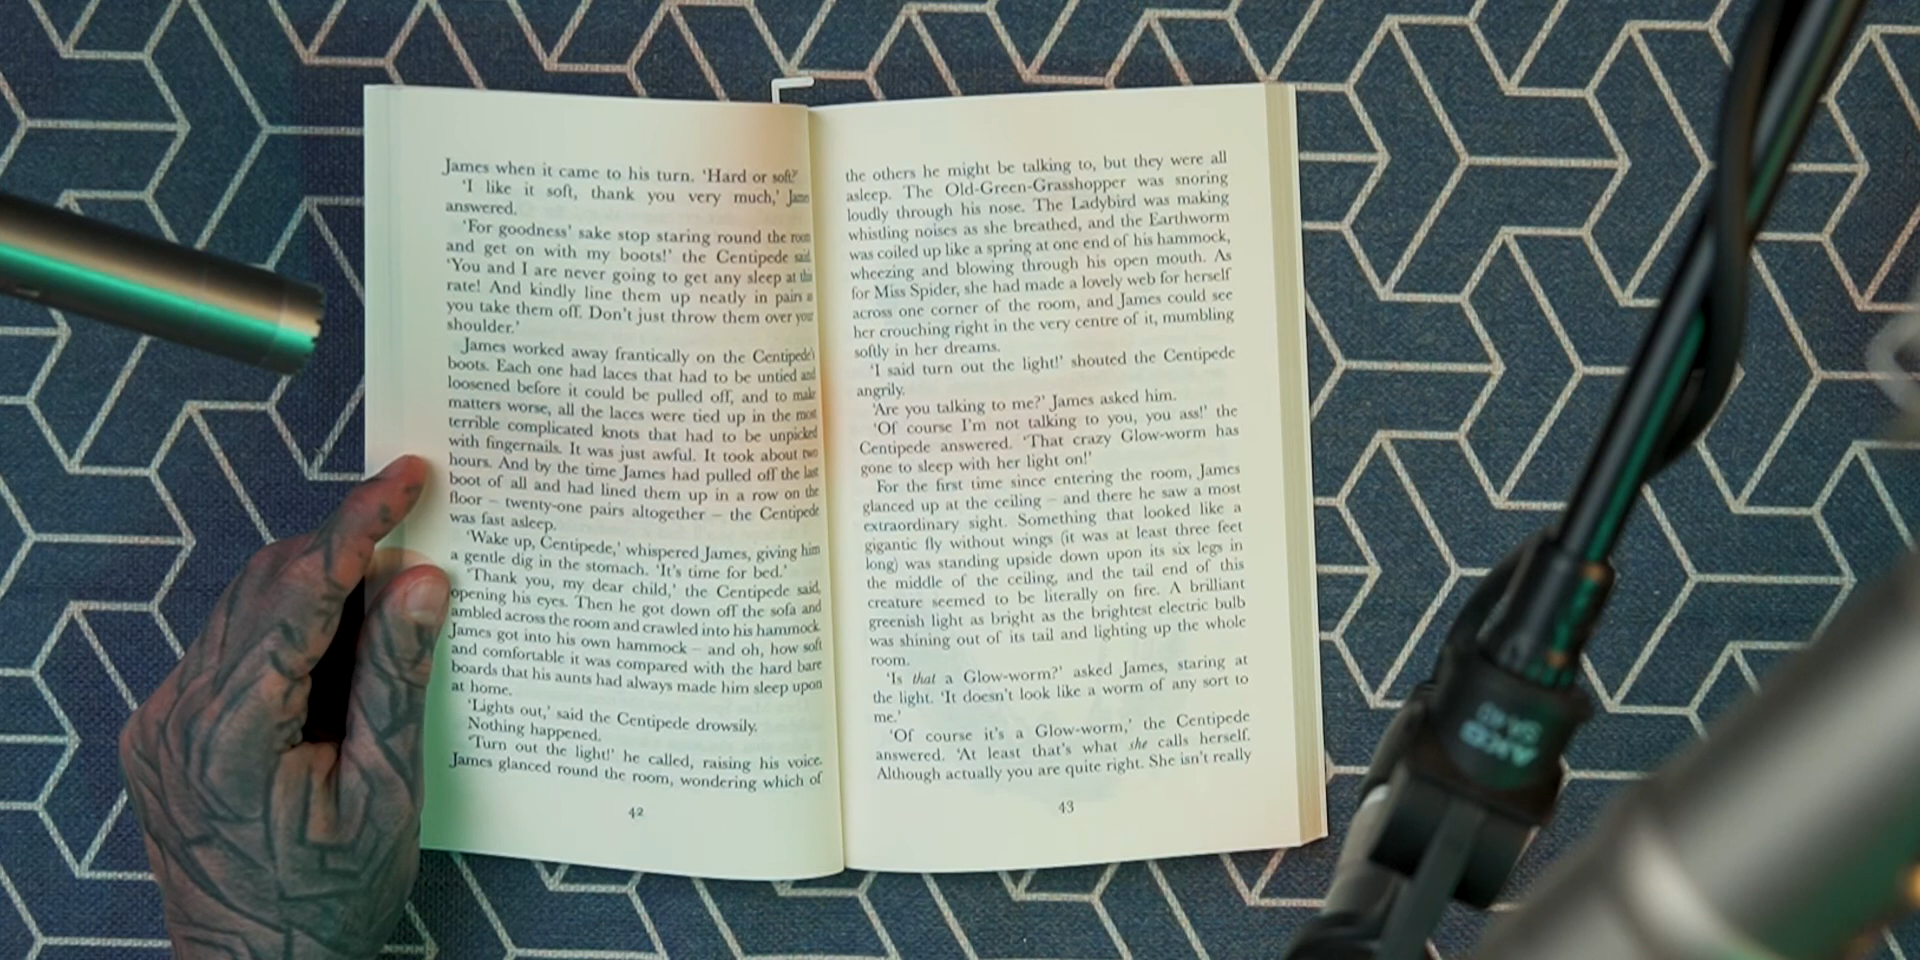 James when it came to his turn. ‘Hard or soft?’
‘I like it soft, thank you very much,’ James
answered.
‘For goodness’ sake stop staring round the room
and get on with my boots!’ the Centipede said.
‘You and I are never going to get any sleep at this
rate! And kindly line them up neatly in pairs a
you take them off. Don’t just throw them over your
shoulder.’
James worked away frantically on the Centipede’s
boots. Each one had laces that had to be untied and
loosened before it could be pulled off, and to make
matters worse, all the laces were tied up in the most
terrible complicated knots that had to be unpicked
with fingernails. It was just awful. It took about two
hours. And by the time James had pulled off the last
boot of all and had lined them up in a row on the
floor – twenty-one pairs altogether – the Centipede
was fast asleep.
‘Wake up, Centipede,’ whispered James, giving him
a gentle dig in the stomach. ‘It’s time for bed.’
‘Thank you, my dear child,’ the Centipede said,
opening his eyes. Then he got down off the sofa and
ambled across the room and crawled into his hammock.
James got into his own hammock – and oh, how soft
and comfortable it was compared with the hard bare
boards that his aunts had always made him sleep upon
at home.
‘Lights out,’ said the Centipede drowsily.
Nothing happened.
‘Turn out the light!’ he called, raising his voice.
James glanced round the room, wondering which of
42
the others he might be talking to, but they were all
asleep. The Old-Green-Grasshopper was snoring
loudly through his nose. The Ladybird was making
whistling noises as she breathed, and the Earthworm
was coiled up like a spring at one end of his hammock,
wheezing and blowing through his open mouth. As
for Miss Spider, she had made a lovely web for herself
across one corner of the room, and James could see
her crouching right in the very centre of it, mumbling
softly in her dreams.
‘I said turn out the light!’ shouted the Centipede
angrily.
‘Are you talking to me?’ James asked him.
‘Of course I’m not talking to you, you ass!’ the
Centipede answered. ‘That crazy Glow-worm has
gone to sleep with her light on!’
For the first time since entering the room, James
glanced up at the ceiling – and there he saw a most
extraordinary sight. Something that looked like a
gigantic fly without wings (it was at least three feet
long) was standing upside down upon its six legs in
the middle of the ceiling, and the tail end of this
creature seemed to be literally on fire. A brilliant
greenish light as bright as the brightest electric bulb
was shining out of its tail and lighting up the whole
room.
‘Is that a Glow-worm?’ asked James, staring at
the light. ‘It doesn’t look like a worm of any sort to
me.’
‘Of course it’s a Glow-worm,’ the Centipede
answered. ‘At least that’s what she calls herself.
Although actually you are quite right. She isn’t really
43
AKG